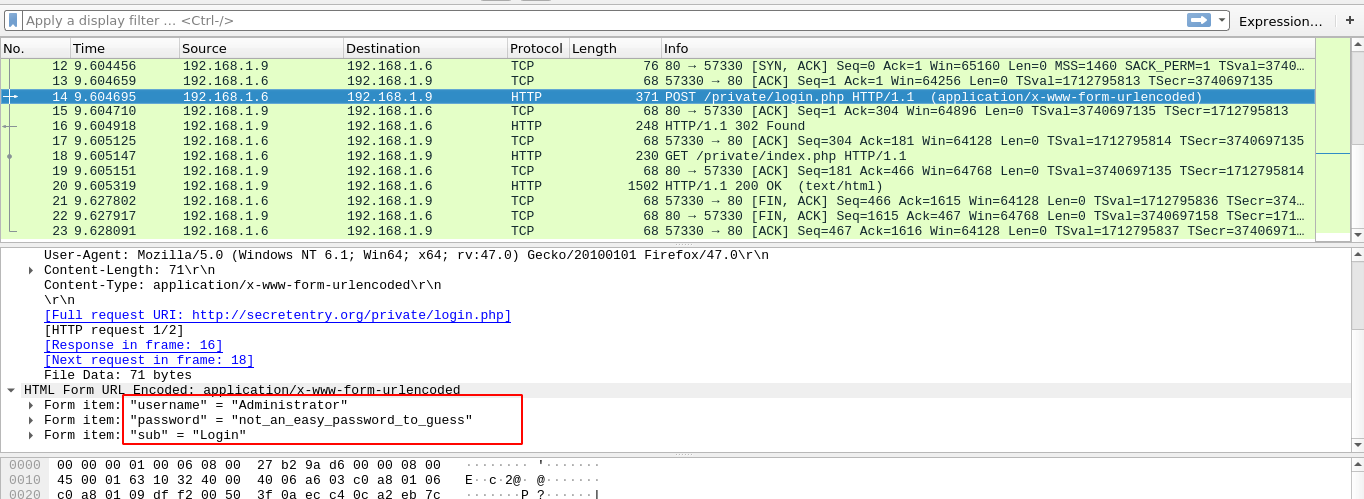 Apply a display filter … <Ctrl-/> Expression… +
No. Time Source Destination Protocol Length Info
12 9.604456 192.168.1.9 192.168.1.6 TCP 76 80 → 57330 [SYN, ACK] Seq=0 Ack=1 Win=65160 Len=0 MSS=1460 SACK_PERM=1 TSval=3740…
13 9.604659 192.168.1.6 192.168.1.9 TCP 68 57330 → 80 [ACK] Seq=1 Ack=1 Win=64256 Len=0 TSval=1712795813 TSecr=3740697135
14 9.604695 192.168.1.6 192.168.1.9 HTTP 371 POST /private/login.php HTTP/1.1 (application/x-www-form-urlencoded)
15 9.604710 192.168.1.9 192.168.1.6 TCP 68 80 → 57330 [ACK] Seq=1 Ack=304 Win=64896 Len=0 TSval=3740697135 TSecr=1712795813
16 9.604918 192.168.1.9 192.168.1.6 HTTP 248 HTTP/1.1 302 Found
17 9.605125 192.168.1.6 192.168.1.9 TCP 68 57330 → 80 [ACK] Seq=304 Ack=181 Win=64128 Len=0 TSval=1712795814 TSecr=3740697135
18 9.605147 192.168.1.6 192.168.1.9 HTTP 230 GET /private/index.php HTTP/1.1
19 9.605151 192.168.1.9 192.168.1.6 TCP 68 80 → 57330 [ACK] Seq=181 Ack=466 Win=64768 Len=0 TSval=3740697135 TSecr=1712795814
20 9.605319 192.168.1.9 192.168.1.6 HTTP 1502 HTTP/1.1 200 OK (text/html)
21 9.627802 192.168.1.6 192.168.1.9 TCP 68 57330 → 80 [FIN, ACK] Seq=466 Ack=1615 Win=64128 Len=0 TSval=1712795836 TSecr=374…
22 9.627917 192.168.1.9 192.168.1.6 TCP 68 80 → 57330 [FIN, ACK] Seq=1615 Ack=467 Win=64768 Len=0 TSval=3740697158 TSecr=171…
23 9.628091 192.168.1.6 192.168.1.9 TCP 68 57330 → 80 [ACK] Seq=467 Ack=1616 Win=64128 Len=0 TSval=1712795837 TSecr=37406971…
User-Agent: Mozilla/5.0 (Windows NT 6.1; Win64; x64; rv:47.0) Gecko/20100101 Firefox/47.0\r\n
Content-Length: 71\r\n
Content-Type: application/x-www-form-urlencoded\r\n
\r\n
[Full request URI: http://secretentry.org/private/login.php]
[HTTP request 1/2]
[Response in frame: 16]
[Next request in frame: 18]
File Data: 71 bytes
HTML Form URL Encoded: application/x-www-form-urlencoded
Form item: "username" = "Administrator"
Form item: "password" = "not_an_easy_password_to_guess"
Form item: "sub" = "Login"
0000 00 00 00 01 00 06 08 00 27 b2 9a d6 00 00 08 00 ········ '·······
0010 45 00 01 63 10 32 40 00 40 06 a6 03 c0 a8 01 06 E··c·2@· @·······
0020 c0 a8 01 09 df f2 00 50 3f 0a ec c4 0c a2 eb 7c ·······P ?······|